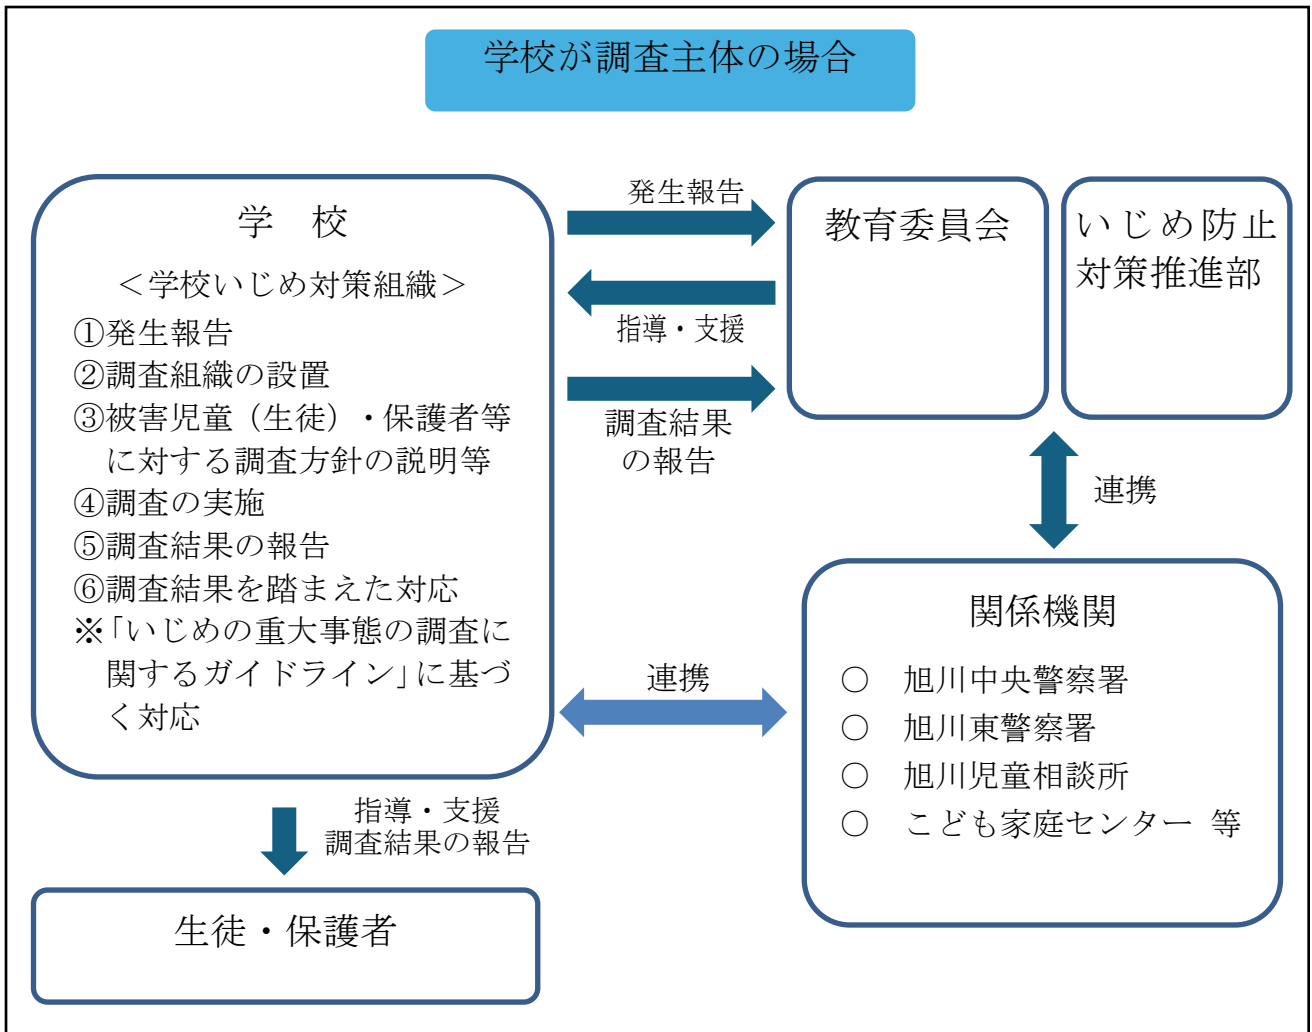 学校が調査主体の場合
学　校
＜学校いじめ対策組織＞
①発生報告
②調査組織の設置
③被害児童（生徒）・保護者等
に対する調査方針の説明等
④調査の実施
⑤調査結果の報告
⑥調査結果を踏まえた対応
※「いじめの重大事態の調査に
関するガイドライン」に基づ
く対応
発生報告
指導・支援
調査結果
の報告
教育委員会
いじめ防止
対策推進部
連携
連携
関係機関
○　旭川中央警察署
○　旭川東警察署
○　旭川児童相談所
○　こども家庭センター 等
指導・支援
調査結果の報告
生徒・保護者